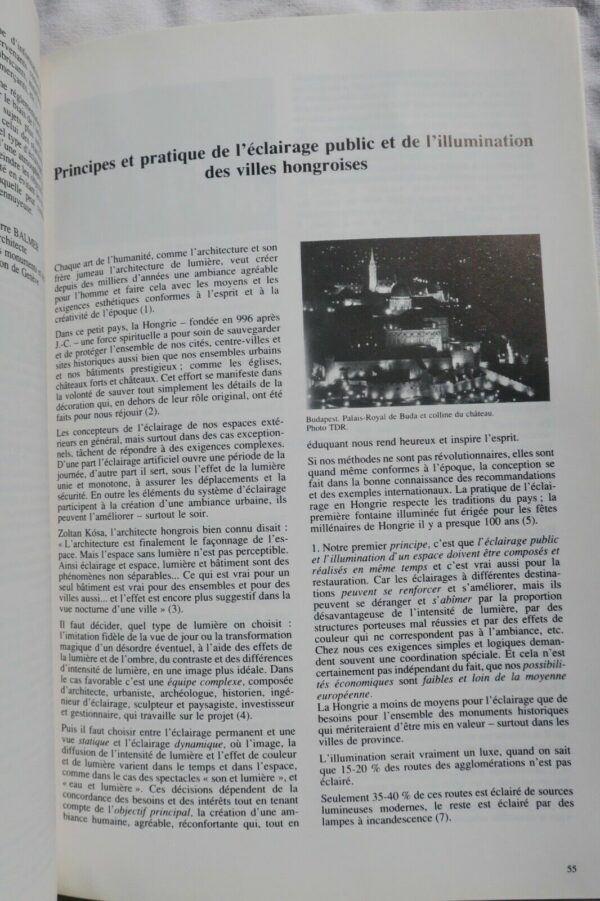 Principes et pratique de l'éclairage public et de l'illumination
des villes hongroises
Chaque art de l'humanité, comme l'architecture et son
frère jumeau l'architecture de lumière, veut créer
depuis des milliers d'années une ambiance agréable
pour l'homme et faire cela avec les moyens et les
exigences esthétiques conformes à l'esprit et à la
créativité de l'époque (1).
Dans ce petit pays, la Hongrie – fondée en 996 après
J.-C. – une force spirituelle a pour soin de sauvegarder
et de protéger l'ensemble de nos cités, centre-villes et
sites historiques aussi bien que nos ensembles urbains
et nos bâtiments prestigieux ; comme les églises,
châteaux forts et châteaux. Cet effort se manifeste dans
la volonté de sauver tout simplement les détails de la
décoration qui, en dehors de leur rôle original, ont été
faits pour nous réjouir (2).
Les concepteurs de l'éclairage de nos espaces exté-
rieurs en général, mais surtout dans des cas exception-
nels, tâchent de répondre à des exigences complexes.
D'une part l'éclairage artificiel ouvre une période de la
journée, d'autre part il sert, sous l'effet de la lumière
unie et monotone, à assurer les déplacements et la
sécurité. En outre les éléments du système d'éclairage
participent à la création d'une ambiance urbaine, ils
peuvent l'améliorer – surtout le soir.
Zoltan Kósa, l'architecte hongrois bien connu disait :
« L'architecture est finalement le façonnage de l'es-
pace. Mais l'espace sans lumière n'est pas perceptible.
Ainsi éclairage et espace, lumière et bâtiment sont des
phénomènes non séparables... Ce qui est vrai pour un
seul bâtiment est vrai pour des ensembles et pour des
villes aussi... et l'effet est encore plus suggestif dans la
vue nocturne d'une ville » (3).
Il faut décider, quel type de lumière on choisit :
l'imitation fidèle de la vue de jour ou la transformation
magique d'un désordre éventuel, à l'aide des effets de
la lumière et de l'ombre, du contraste et des différences
d'intensité de lumière, en une image plus idéale. Dans
le cas favorable c'est une équipe complexe, composée
d'architecte, urbaniste, archéologue, historien, ingé-
nieur d'éclairage, sculpteur et paysagiste, investisseur
et gestionnaire, qui travaille sur le projet (4).
Puis il faut choisir entre l'éclairage permanent et une
vue statique et l'éclairage dynamique, où l'image, la
diffusion de l'intensité de lumière et l'effet de couleur
et de lumière varient dans le temps et dans l'espace,
comme dans le cas des spectacles « son et lumière », et
« eau et lumière ». Ces décisions dépendent de la
concordance des besoins et des intérêts tout en tenant
compte de l'objectif principal, la création d'une am-
biance humaine, agréable, réconfortante qui, tout en
Budapest. Palais-Royal de Buda et colline du château.
Photo TDR.
éduquant nous rend heureux et inspire l'esprit.
Si nos méthodes ne sont pas révolutionnaires, elles sont
quand même conformes à l'époque, la conception se
fait dans la bonne connaissance des recommandations
et des exemples internationaux. La pratique de l'éclai-
rage en Hongrie respecte les traditions du pays ; la
première fontaine illuminée fut érigée pour les fêtes
millénaires de Hongrie il y a presque 100 ans (5).
1. Notre premier principe, c'est que l'éclairage public
et l'illumination d'un espace doivent être composés et
réalisés en même temps et c'est vrai aussi pour la
restauration. Car les éclairages à différentes destina-
tions peuvent se renforcer et s'améliorer, mais ils
peuvent se déranger et s'abîmer par la proportion
désavantageuse de l'intensité de lumière, par des
structures porteuses mal réussies et par des effets de
couleur qui ne correspondent pas à l'ambiance, etc.
Chez nous ces exigences simples et logiques deman-
dent souvent une coordination spéciale. Et cela n'est
certainement pas indépendant du fait, que nos possibili-
tés économiques sont faibles et loin de la moyenne
européenne.
La Hongrie a moins de moyens pour l'éclairage que de
besoins pour l'ensemble des monuments historiques
qui mériteraient d'être mis en valeur – surtout dans les
villes de province.
L'illumination serait vraiment un luxe, quand on sait
que 15-20 % des routes des agglomérations n'est pas
éclairé.
Seulement 35-40 % de ces routes est éclairé de sources
lumineuses modernes, le reste est éclairé par des
lampes à incandescence (7).
55